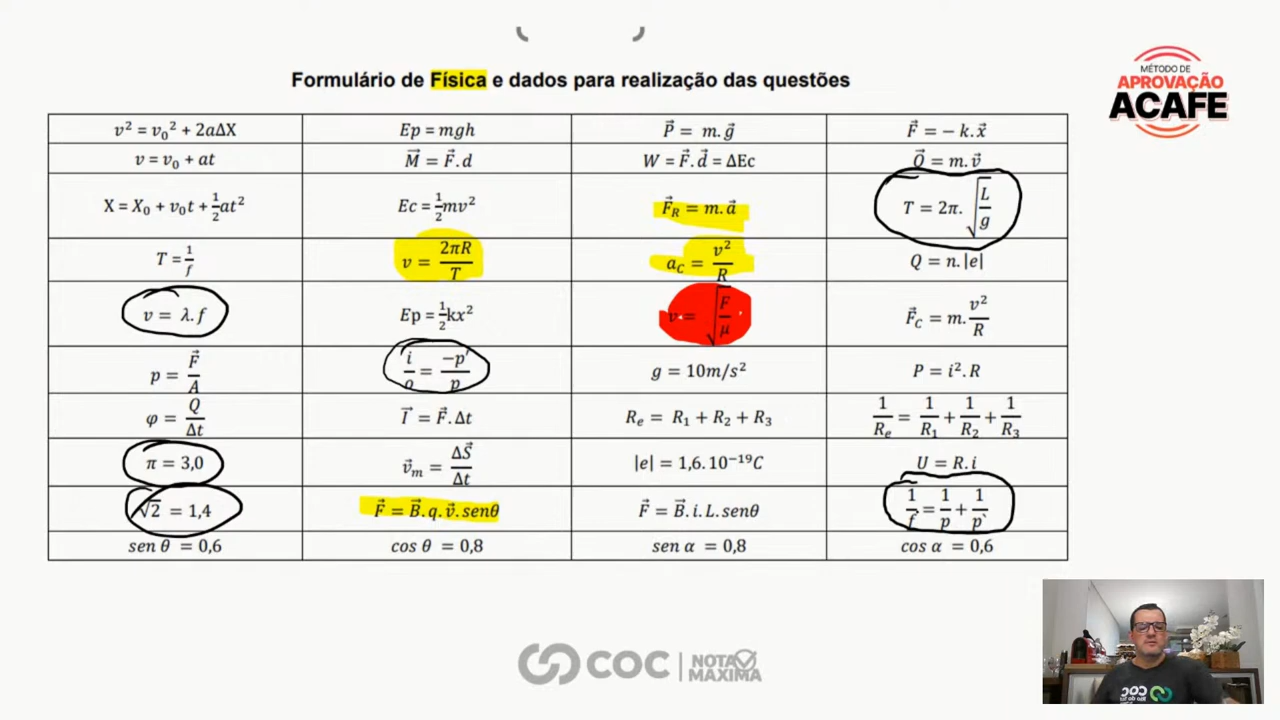 MÉTODO DE
APROVAÇÃO
ACAFE
Formulário de Física e dados para realização das questões
v² = v₀² + 2aΔX
Ep = mgh
P⃗ = m.g⃗
F⃗ = − k.x⃗
v = v₀ + at
M⃗ = F⃗.d
W = F⃗.d⃗ = ΔEc
Q⃗ = m.v⃗
X = X₀ + v₀t + ½at²
Ec = ½mv²
F⃗_R = m.a⃗
T = 2π.√(L/g)
T = 1/f
v = 2πR/T
a_C = v²/R
Q = n.|e|
v = λ.f
Ep = ½kx²
v = √(F/μ)
F⃗_C = m.v²/R
p = F⃗/A
i/o = −p'/p
g = 10m/s²
P = i².R
φ = Q/Δt
I⃗ = F⃗.Δt
Rₑ = R₁ + R₂ + R₃
1/Rₑ = 1/R₁ + 1/R₂ + 1/R₃
π = 3,0
v⃗ₘ = ΔS⃗/Δt
|e| = 1,6.10⁻¹⁹C
U = R.i
√2 = 1,4
F⃗ = B⃗.q.v⃗.senθ
F⃗ = B⃗.i.L.senθ
1/f = 1/p + 1/p`
sen θ = 0,6
cos θ = 0,8
sen α = 0,8
cos α = 0,6
COC
NOTA
MÁXIMA